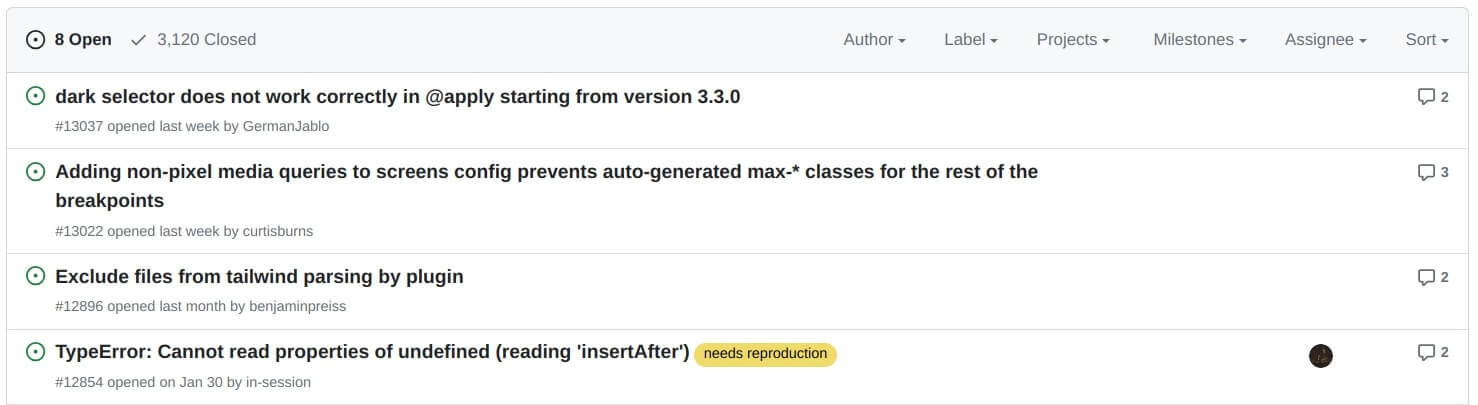 8 Open 3,120 Closed Author Label Projects Milestones Assignee Sort
dark selector does not work correctly in @apply starting from version 3.3.0 2
#13037 opened last week by GermanJablo
Adding non-pixel media queries to screens config prevents auto-generated max-* classes for the rest of the 3
breakpoints
#13022 opened last week by curtisburns
Exclude files from tailwind parsing by plugin 2
#12896 opened last month by benjaminpreiss
TypeError: Cannot read properties of undefined (reading 'insertAfter') needs reproduction 2
#12854 opened on Jan 30 by in-session